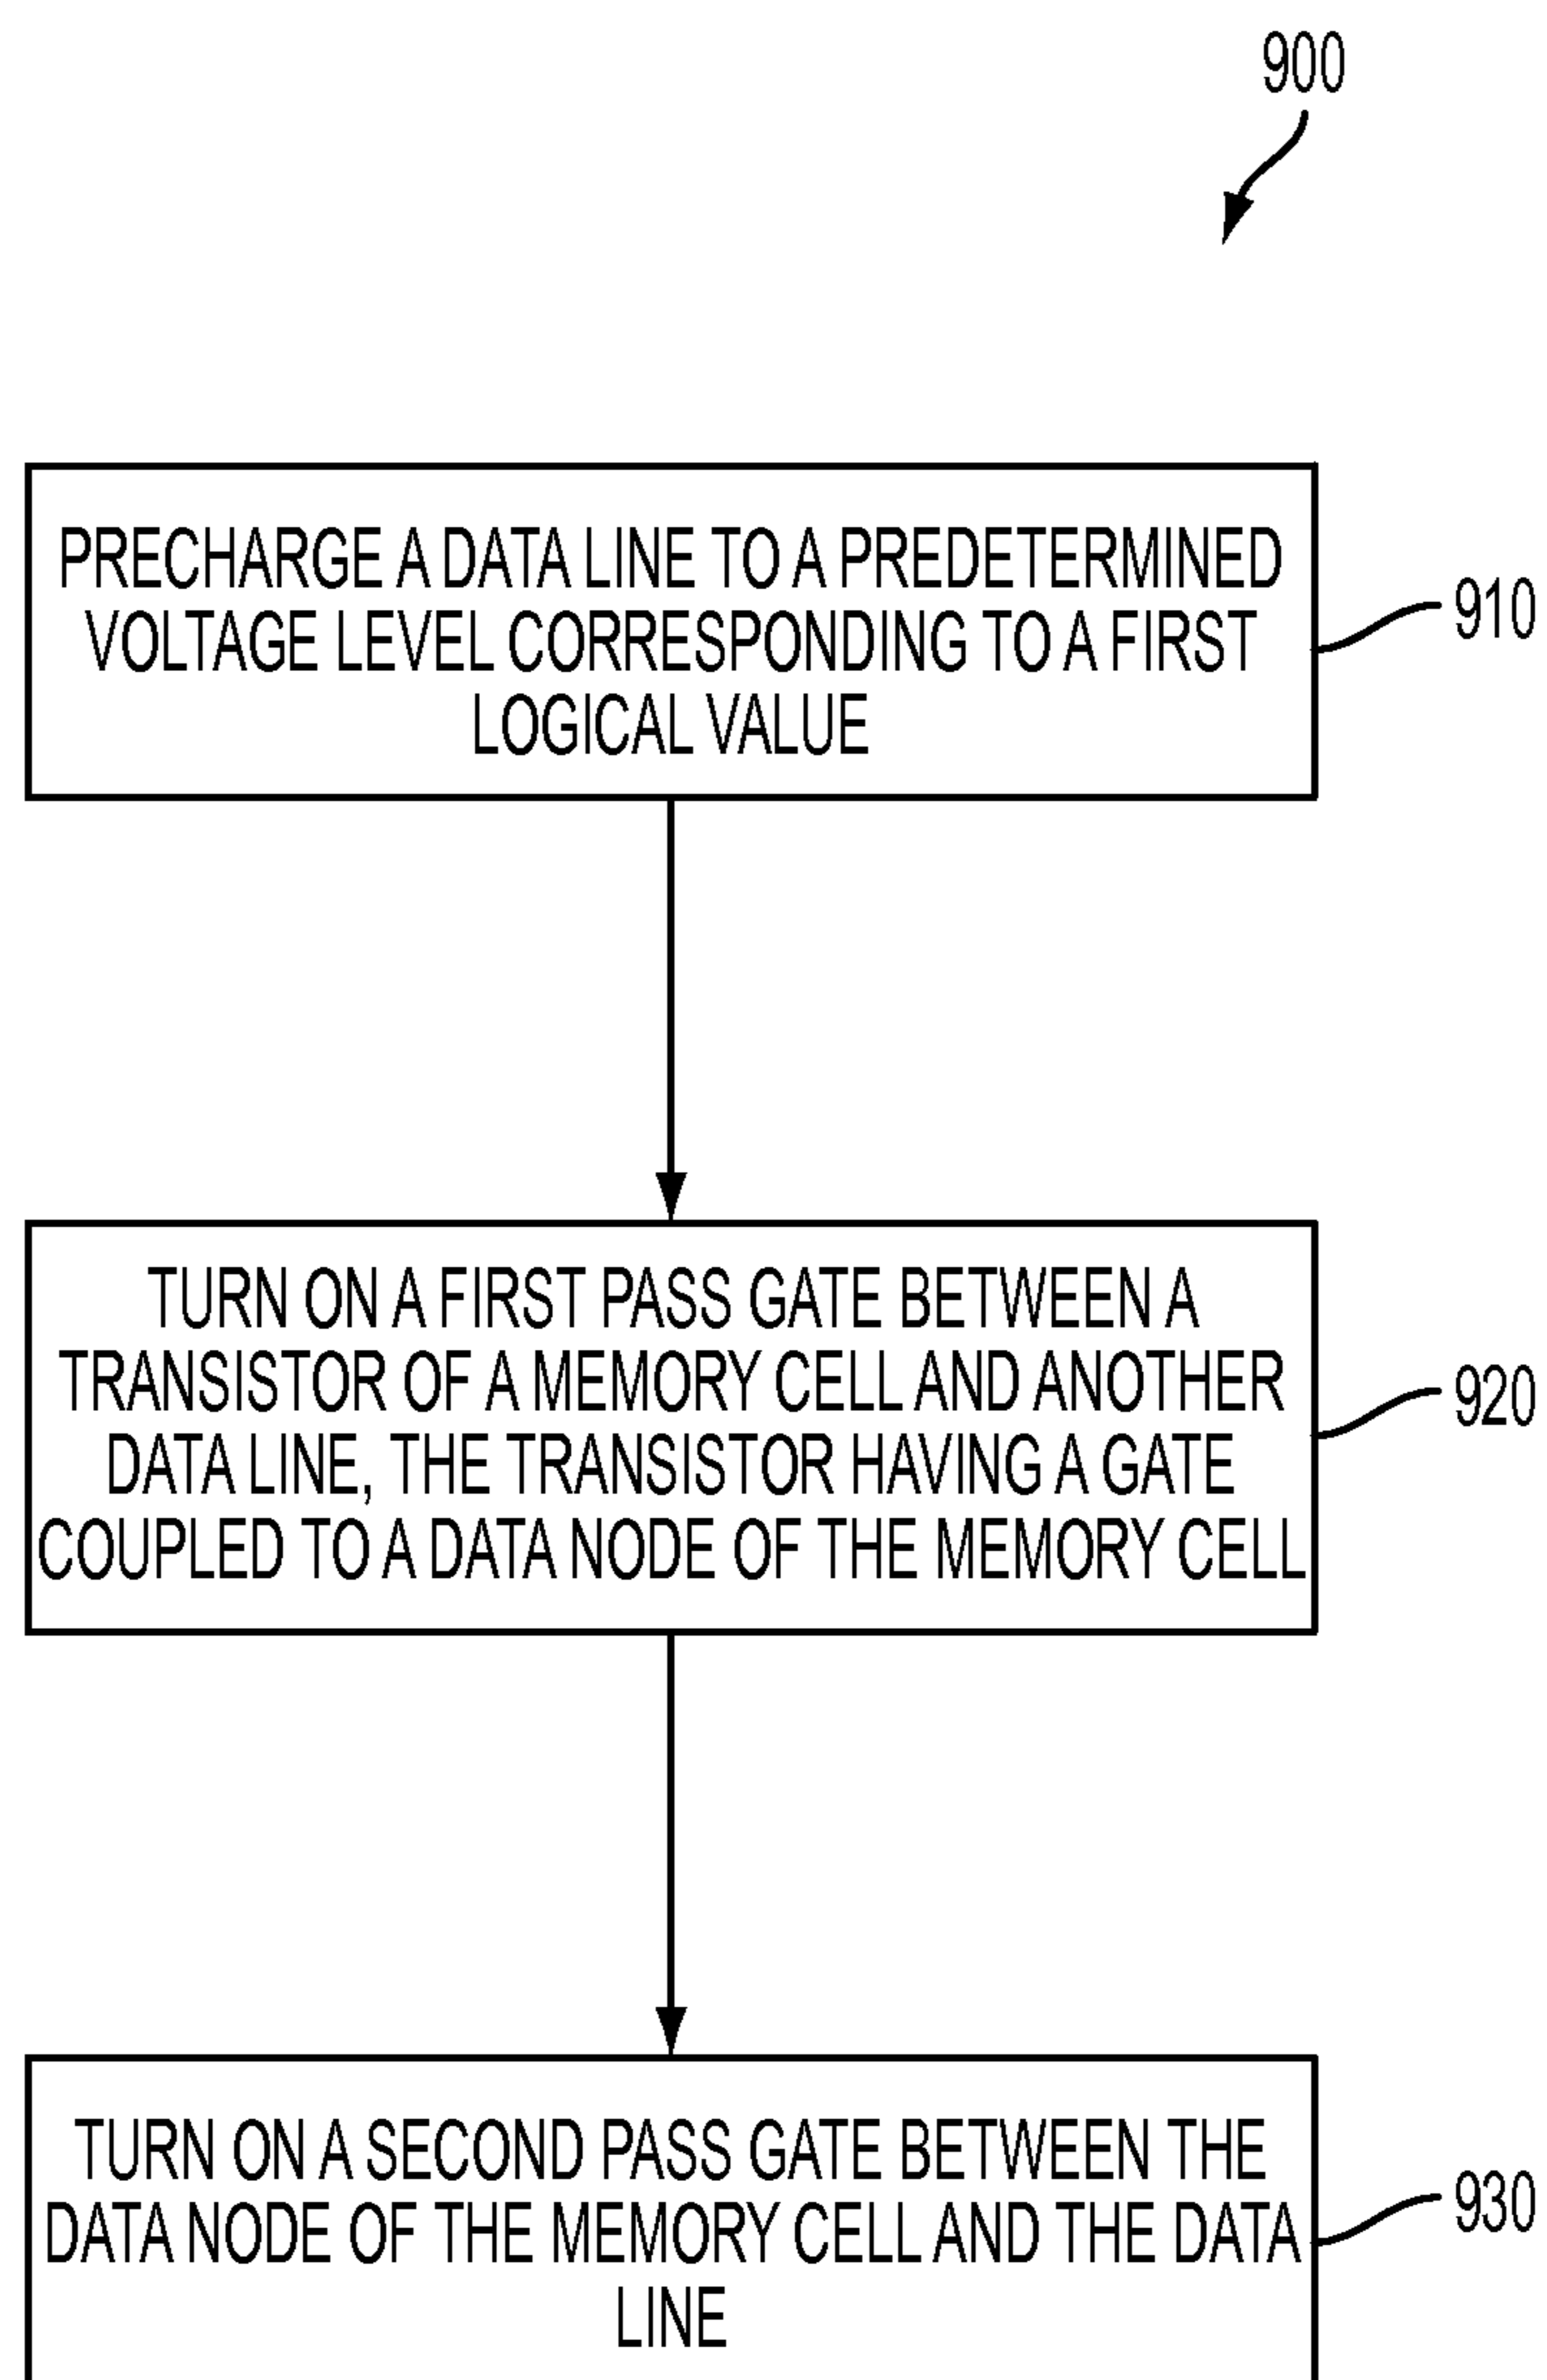 900
PRECHARGE A DATA LINE TO A PREDETERMINED
VOLTAGE LEVEL CORRESPONDING TO A FIRST
LOGICAL VALUE
910
TURN ON A FIRST PASS GATE BETWEEN A
TRANSISTOR OF A MEMORY CELL AND ANOTHER
DATA LINE, THE TRANSISTOR HAVING A GATE
COUPLED TO A DATA NODE OF THE MEMORY CELL
920
TURN ON A SECOND PASS GATE BETWEEN THE
DATA NODE OF THE MEMORY CELL AND THE DATA
LINE
930